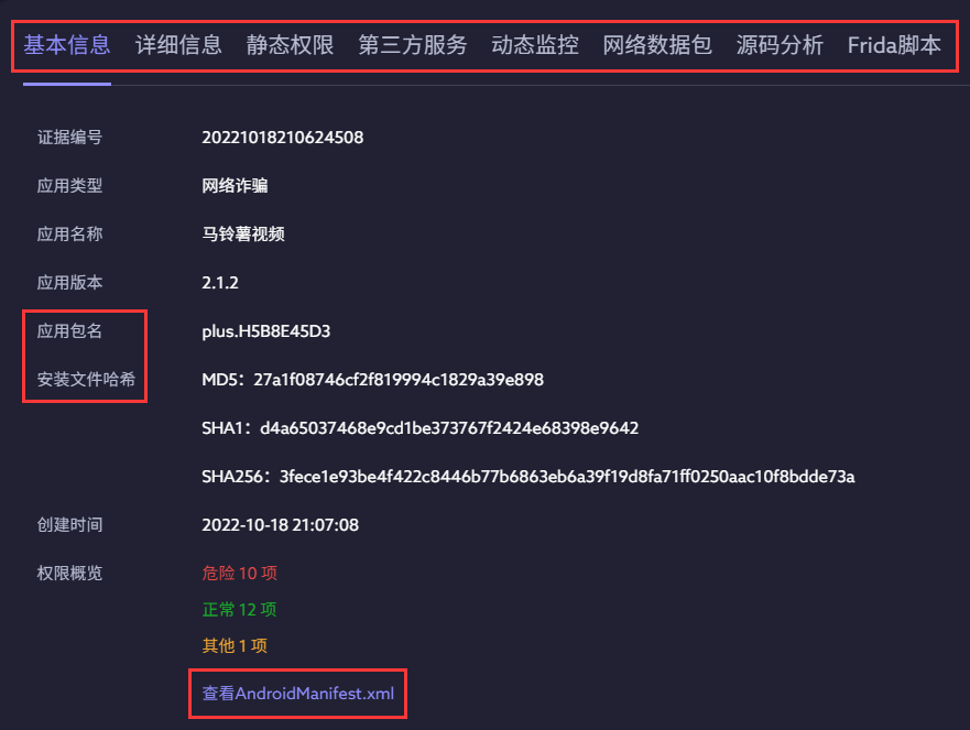 基本信息 详细信息 静态权限 第三方服务 动态监控 网络数据包 源码分析 Frida脚本
证据编号 20221018210624508
应用类型 网络诈骗
应用名称 马铃薯视频
应用版本 2.1.2
应用包名 plus.H5B8E45D3
安装文件哈希 MD5：27a1f08746cf2f819994c1829a39e898
SHA1：d4a65037468e9cd1be373767f2424e68398e9642
SHA256：3fece1e93be4f422c8446b77b6863eb6a39f19d8fa71ff0250aac10f8bdde73a
创建时间 2022-10-18 21:07:08
权限概览 危险 10 项
正常 12 项
其他 1 项
查看AndroidManifest.xml